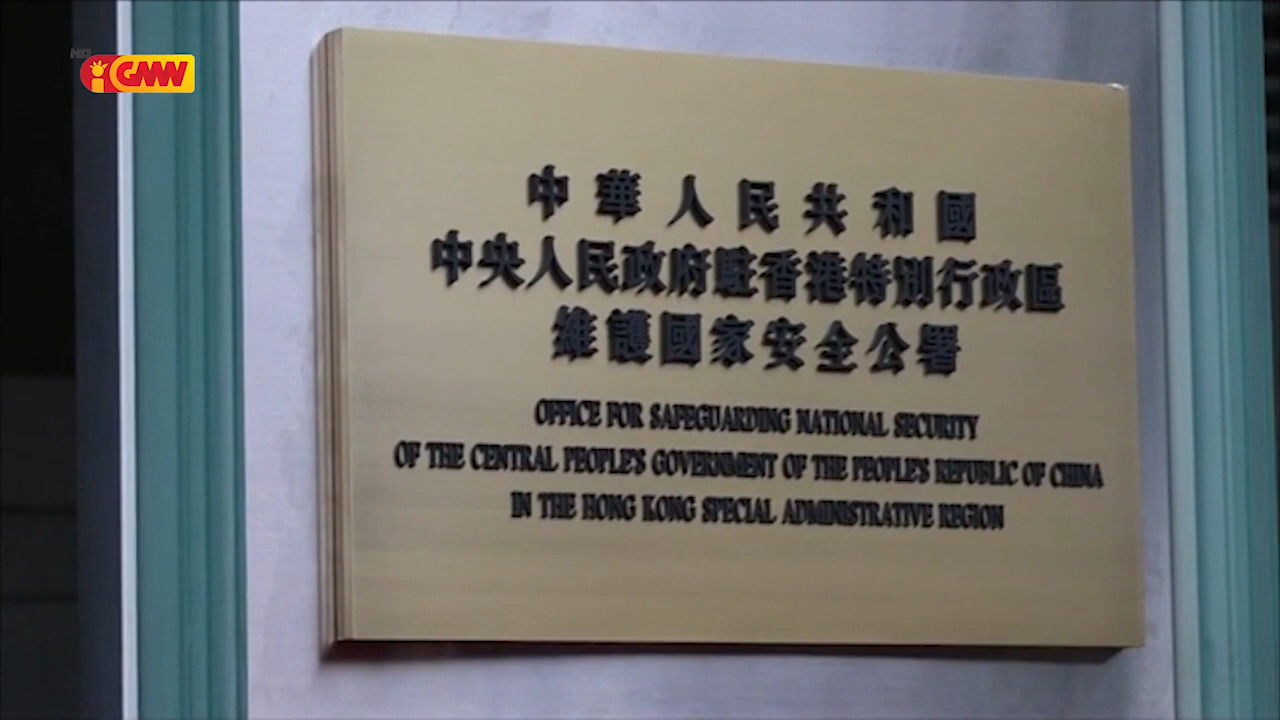 iGMW
中華人民共和國
中央人民政府駐香港特別行政區
維護國家安全公署
OFFICE FOR SAFEGUARDING NATIONAL SECURITY
OF THE CENTRAL PEOPLE'S GOVERNMENT OF THE PEOPLE'S REPUBLIC OF CHINA
IN THE HONG KONG SPECIAL ADMINISTRATIVE REGION